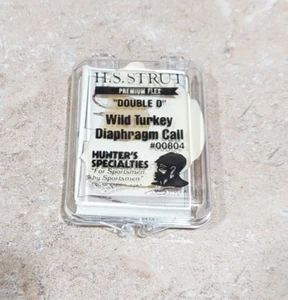 H.S. STRUT
PREMIUM FLEX
"DOUBLE D"
Wild Turkey
Diaphragm Call
#00804
HUNTER'S
SPECIALTIES
"For Sportsmen,
by Sportsmen"